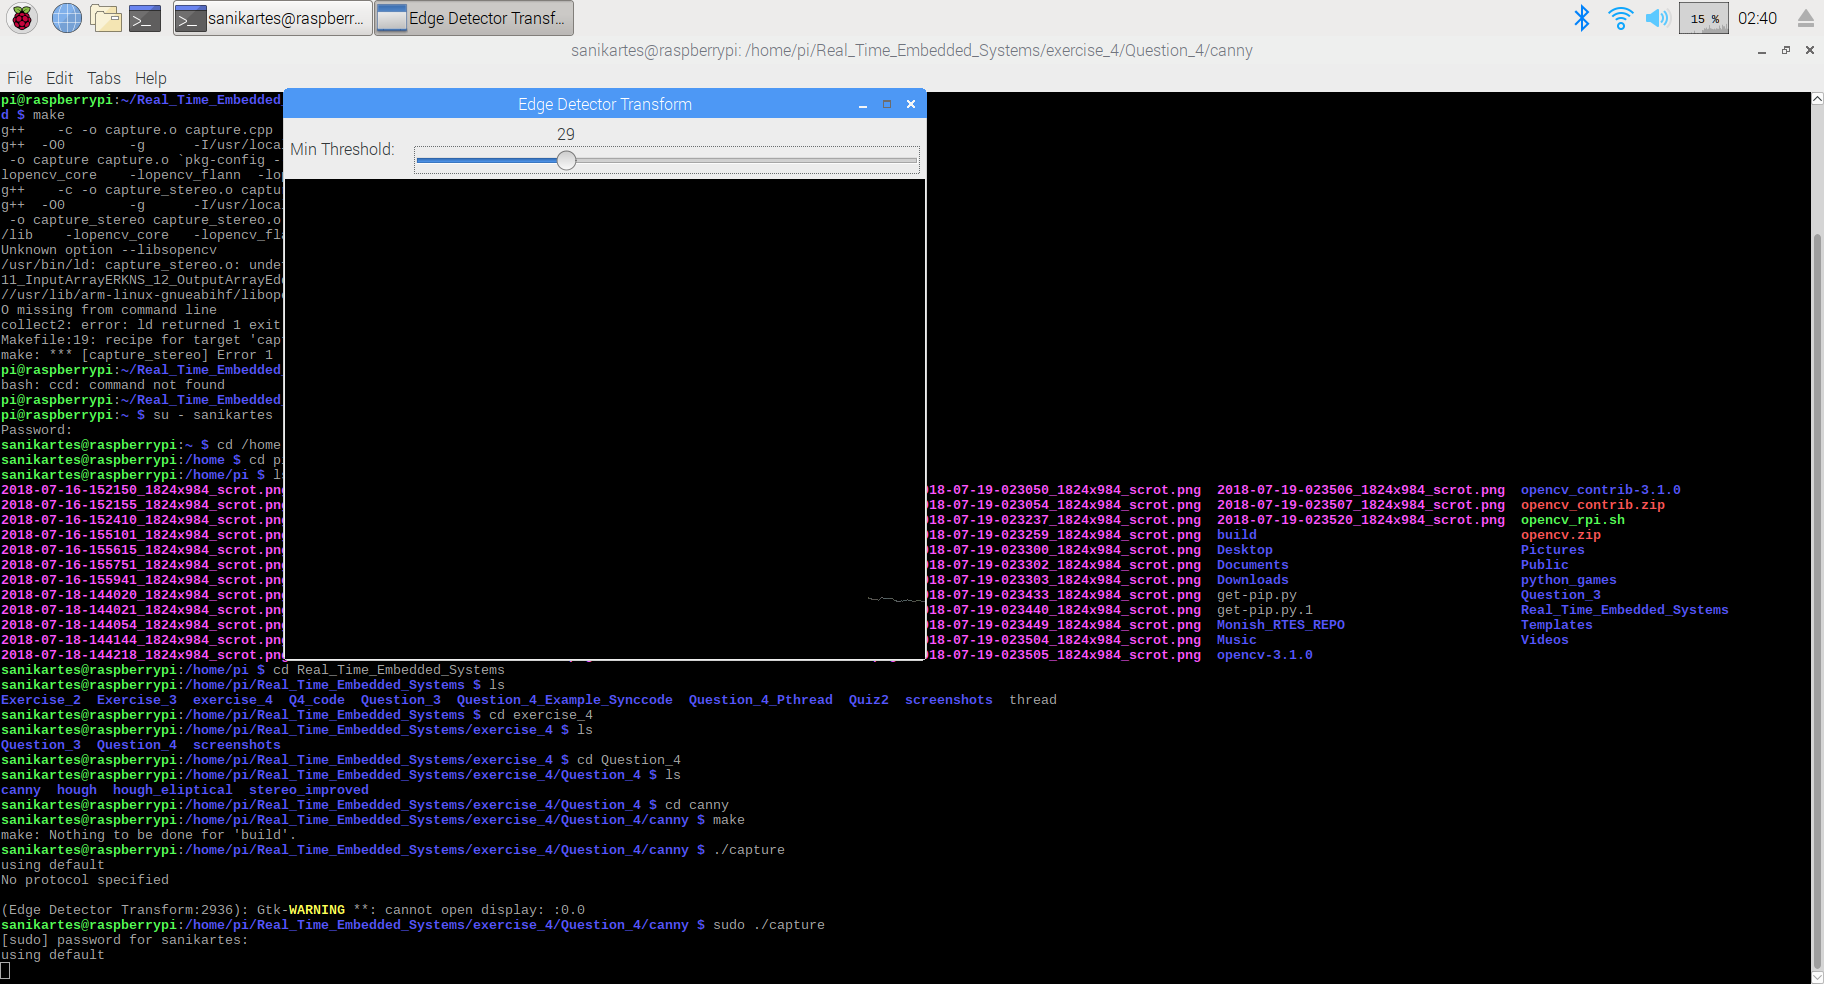 sanikartes@raspberr...
Edge Detector Transf...
15 %
02:40
sanikartes@raspberrypi: /home/pi/Real_Time_Embedded_Systems/exercise_4/Question_4/canny
File Edit Tabs Help
Edge Detector Transform
29
Min Threshold:
pi@raspberrypi:~/Real_Time_Embedded_
d $ make
g++    -c -o capture.o capture.cpp
g++  -O0        -g      -I/usr/loca
 -o capture capture.o `pkg-config -
lopencv_core    -lopencv_flann  -lop
g++    -c -o capture_stereo.o captu
g++  -O0        -g      -I/usr/loca
 -o capture_stereo capture_stereo.o
/lib    -lopencv_core   -lopencv_fla
Unknown option --libsopencv
/usr/bin/ld: capture_stereo.o: unde
11_InputArrayERKNS_12_OutputArrayEd
//usr/lib/arm-linux-gnueabihf/libop
O missing from command line
collect2: error: ld returned 1 exit
Makefile:19: recipe for target 'cap
make: *** [capture_stereo] Error 1
pi@raspberrypi:~/Real_Time_Embedded_
bash: ccd: command not found
pi@raspberrypi:~/Real_Time_Embedded_
pi@raspberrypi:~ $ su - sanikartes
Password:
sanikartes@raspberrypi:~ $ cd /home
sanikartes@raspberrypi:/home $ cd p
sanikartes@raspberrypi:/home/pi $ l
2018-07-16-152150_1824x984_scrot.png 18-07-19-023050_1824x984_scrot.png 2018-07-19-023506_1824x984_scrot.png opencv_contrib-3.1.0
2018-07-16-152155_1824x984_scrot.png 18-07-19-023054_1824x984_scrot.png 2018-07-19-023507_1824x984_scrot.png opencv_contrib.zip
2018-07-16-152410_1824x984_scrot.png 18-07-19-023237_1824x984_scrot.png 2018-07-19-023520_1824x984_scrot.png opencv_rpi.sh
2018-07-16-155101_1824x984_scrot.png 18-07-19-023259_1824x984_scrot.png build opencv.zip
2018-07-16-155615_1824x984_scrot.png 18-07-19-023300_1824x984_scrot.png Desktop Pictures
2018-07-16-155751_1824x984_scrot.png 18-07-19-023302_1824x984_scrot.png Documents Public
2018-07-16-155941_1824x984_scrot.png 18-07-19-023303_1824x984_scrot.png Downloads python_games
2018-07-18-144020_1824x984_scrot.png 18-07-19-023433_1824x984_scrot.png get-pip.py Question_3
2018-07-18-144021_1824x984_scrot.png 18-07-19-023440_1824x984_scrot.png get-pip.py.1 Real_Time_Embedded_Systems
2018-07-18-144054_1824x984_scrot.png 18-07-19-023449_1824x984_scrot.png Monish_RTES_REPO Templates
2018-07-18-144144_1824x984_scrot.png 18-07-19-023504_1824x984_scrot.png Music Videos
2018-07-18-144218_1824x984_scrot.png 18-07-19-023505_1824x984_scrot.png opencv-3.1.0
sanikartes@raspberrypi:/home/pi $ cd Real_Time_Embedded_Systems
sanikartes@raspberrypi:/home/pi/Real_Time_Embedded_Systems $ ls
Exercise_2  Exercise_3  exercise_4  Q4_code  Question_3  Question_4_Example_Synccode  Question_4_Pthread  Quiz2  screenshots  thread
sanikartes@raspberrypi:/home/pi/Real_Time_Embedded_Systems $ cd exercise_4
sanikartes@raspberrypi:/home/pi/Real_Time_Embedded_Systems/exercise_4 $ ls
Question_3  Question_4  screenshots
sanikartes@raspberrypi:/home/pi/Real_Time_Embedded_Systems/exercise_4 $ cd Question_4
sanikartes@raspberrypi:/home/pi/Real_Time_Embedded_Systems/exercise_4/Question_4 $ ls
canny  hough  hough_eliptical  stereo_improved
sanikartes@raspberrypi:/home/pi/Real_Time_Embedded_Systems/exercise_4/Question_4 $ cd canny
sanikartes@raspberrypi:/home/pi/Real_Time_Embedded_Systems/exercise_4/Question_4/canny $ make
make: Nothing to be done for 'build'.
sanikartes@raspberrypi:/home/pi/Real_Time_Embedded_Systems/exercise_4/Question_4/canny $ ./capture
using default
No protocol specified
(Edge Detector Transform:2936): Gtk-WARNING **: cannot open display: :0.0
sanikartes@raspberrypi:/home/pi/Real_Time_Embedded_Systems/exercise_4/Question_4/canny $ sudo ./capture
[sudo] password for sanikartes:
using default